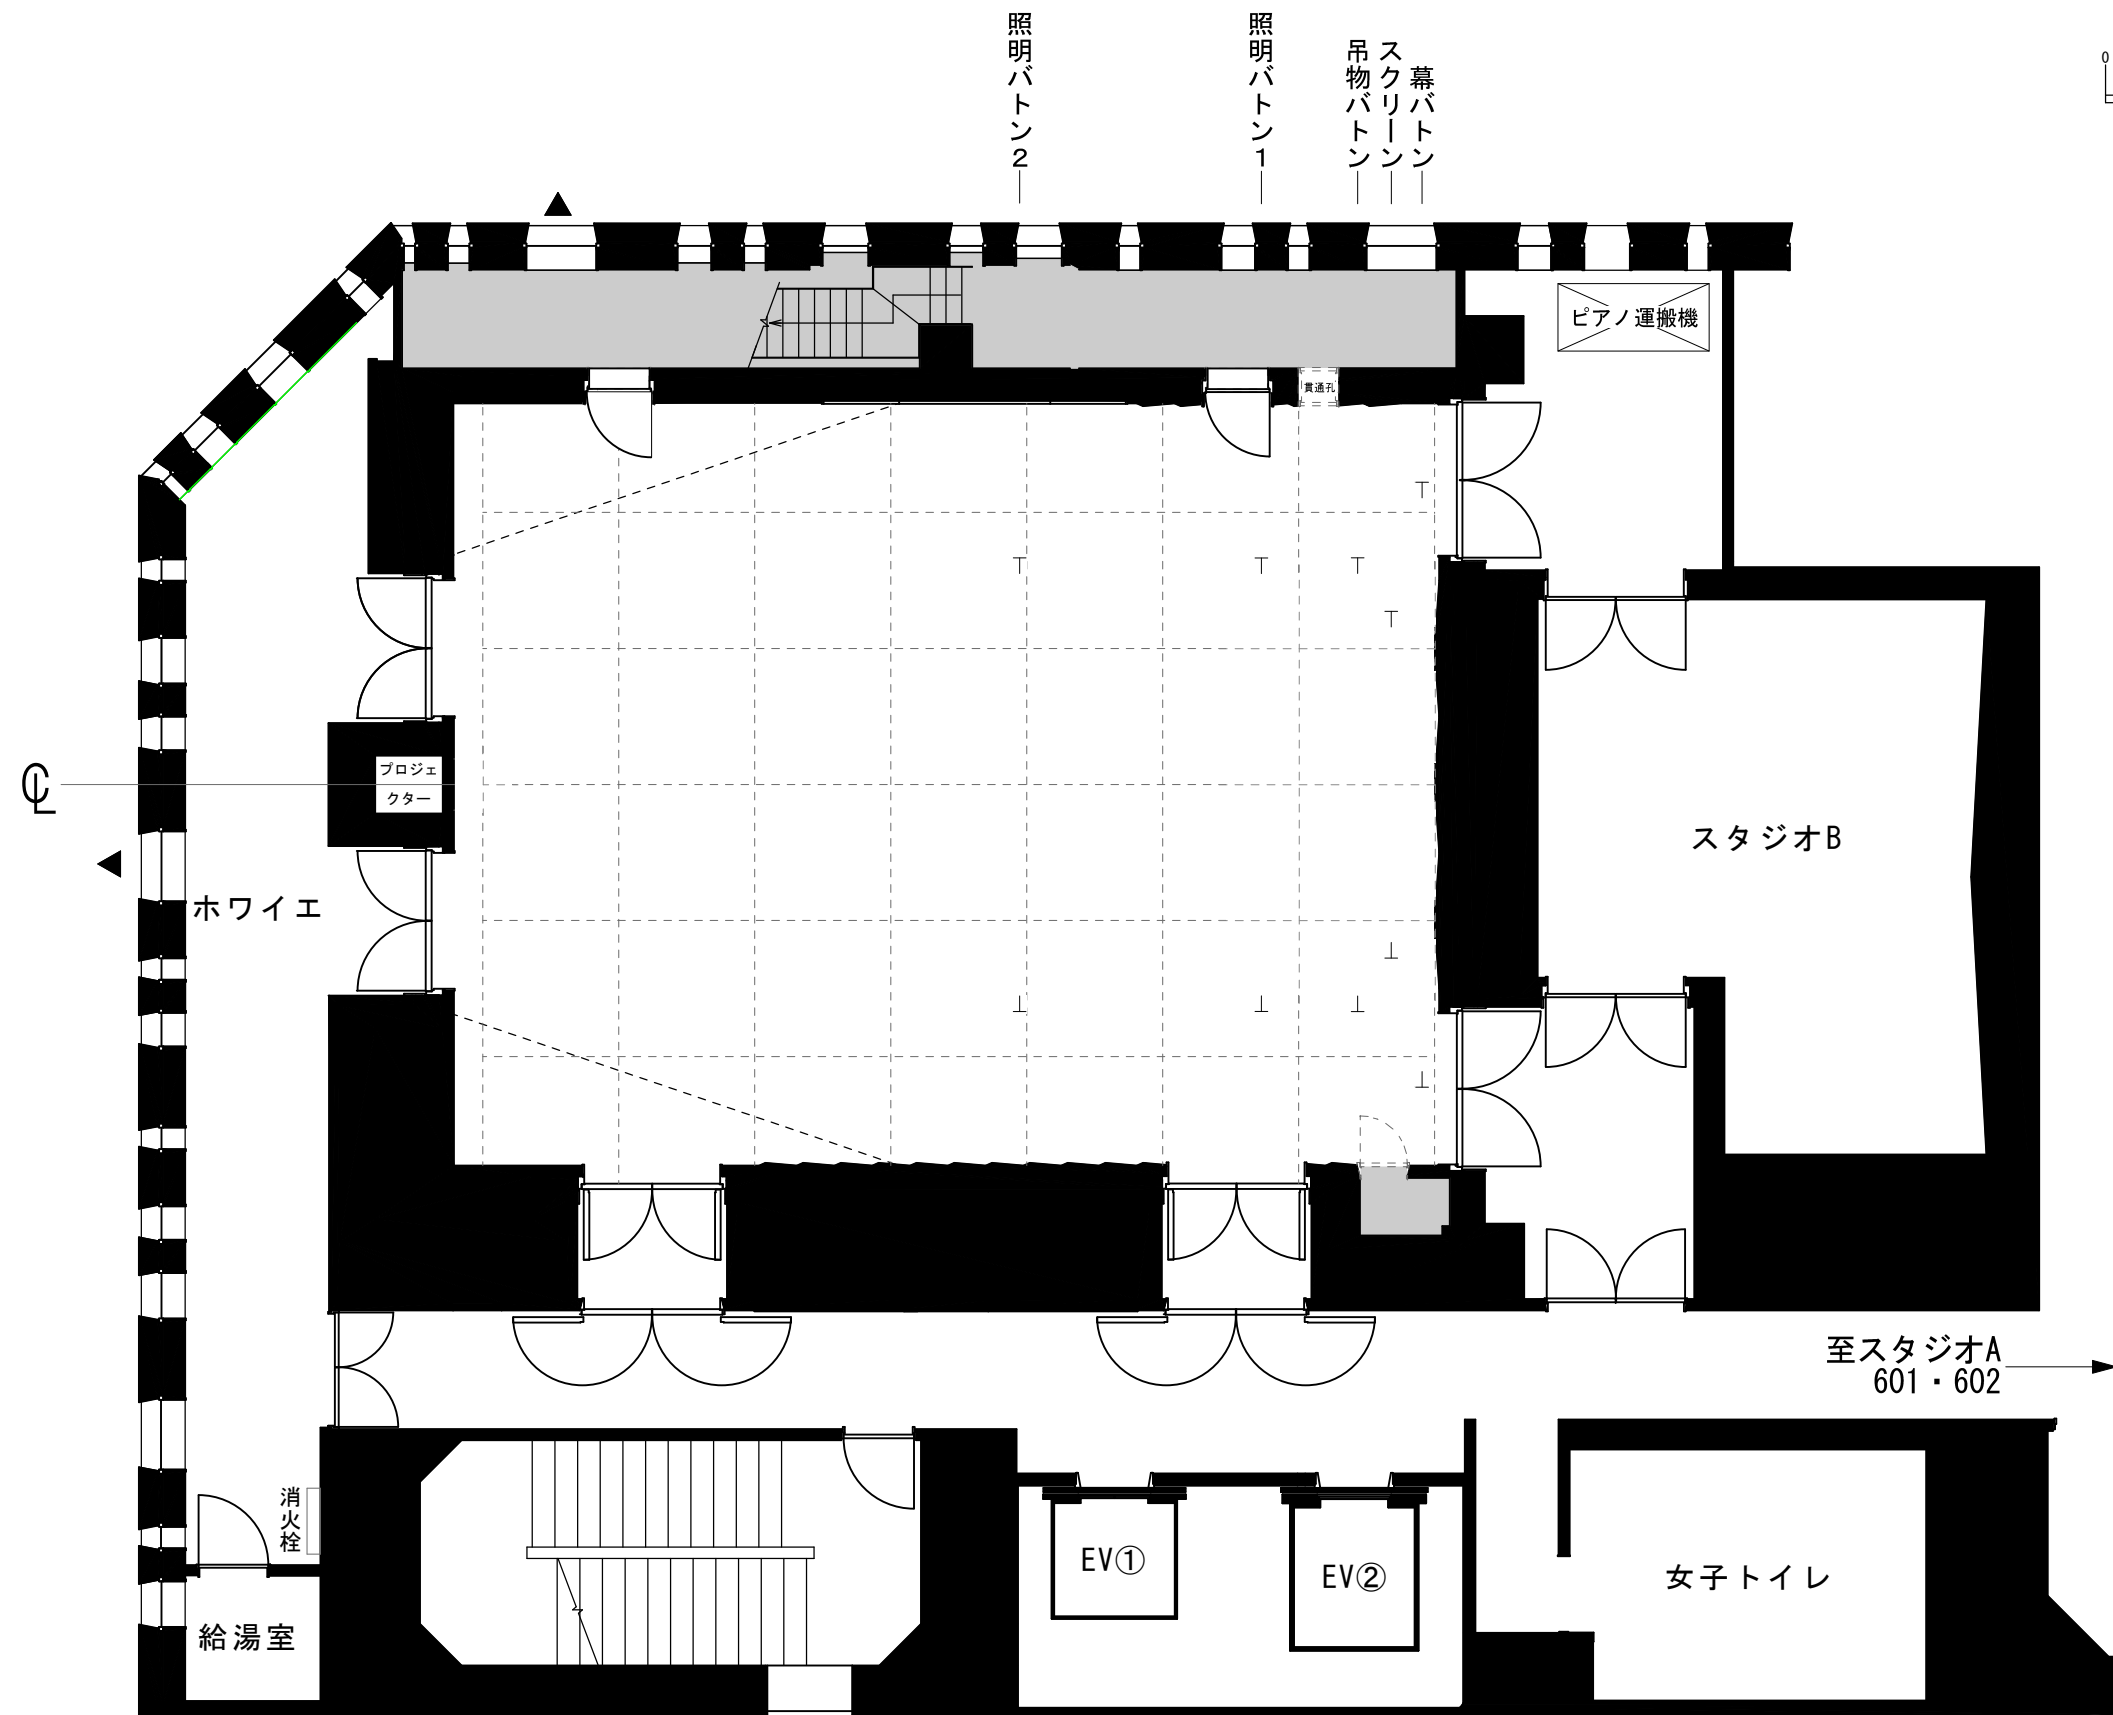 照明バトン2
照明バトン1
吊物バトン
スクリーン
幕バトン
0
ピアノ運搬機
貫通孔
℄
プロジェ
クター
スタジオB
ホワイエ
至スタジオA
601・602
消火栓
EV①
EV②
女子トイレ
給湯室